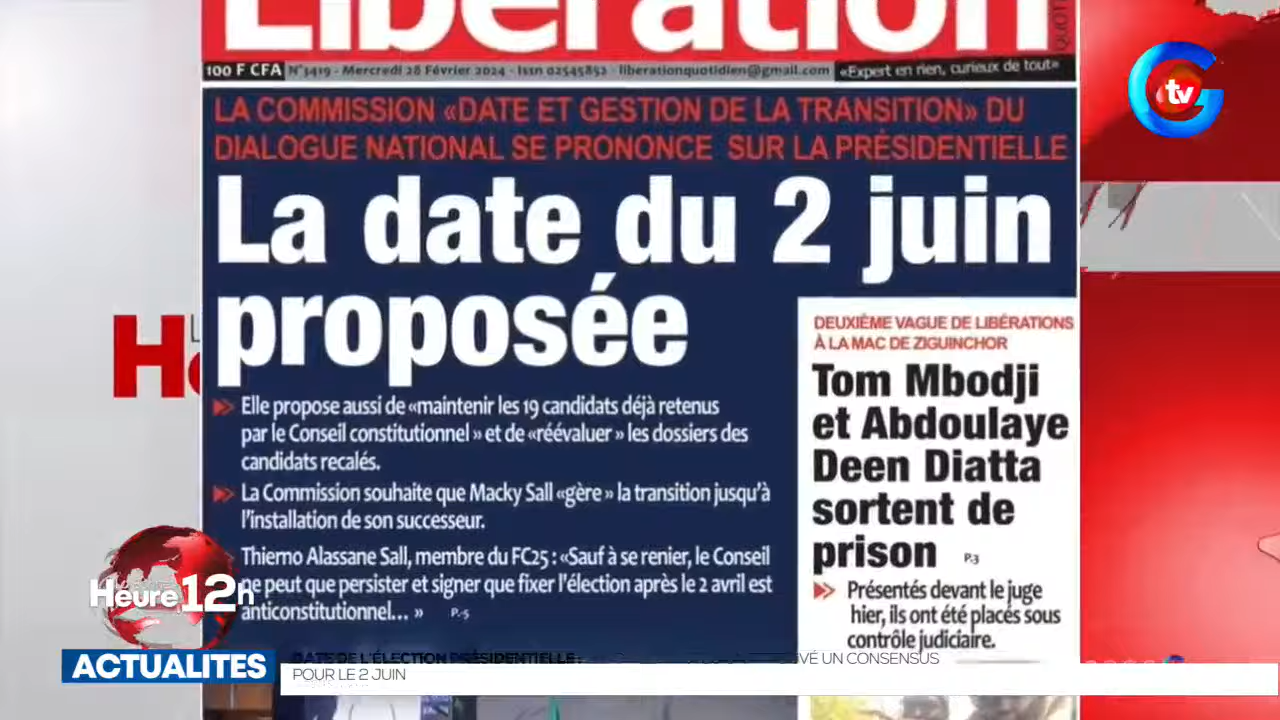 Libération
100 F CFA N°3419 - Mercredi 28 Février 2024 - Issn 02545852 - liberationquotidien@gmail.com «Expert en rien, curieux de tout»
tv
LA COMMISSION «DATE ET GESTION DE LA TRANSITION» DU
DIALOGUE NATIONAL SE PRONONCE SUR LA PRÉSIDENTIELLE
La date du 2 juin
proposée
Elle propose aussi de «maintenir les 19 candidats déjà retenus
par le Conseil constitutionnel » et de «réévaluer » les dossiers des
candidats recalés.
La Commission souhaite que Macky Sall «gère » la transition jusqu'à
l'installation de son successeur.
Thierno Alassane Sall, membre du FC25 : «Sauf à se renier, le Conseil
ne peut que persister et signer que fixer l'élection après le 2 avril est
anticonstitutionnel... » P.5
DEUXIÈME VAGUE DE LIBÉRATIONS
À LA MAC DE ZIGUINCHOR
Tom Mbodji
et Abdoulaye
Deen Diatta
sortent de
prison P.3
Présentés devant le juge
hier, ils ont été placés sous
contrôle judiciaire.
Heure 12h
ACTUALITES
DATE DE L'ÉLECTION PRÉSIDENTIELLE : UN CONSENSUS
POUR LE 2 JUIN